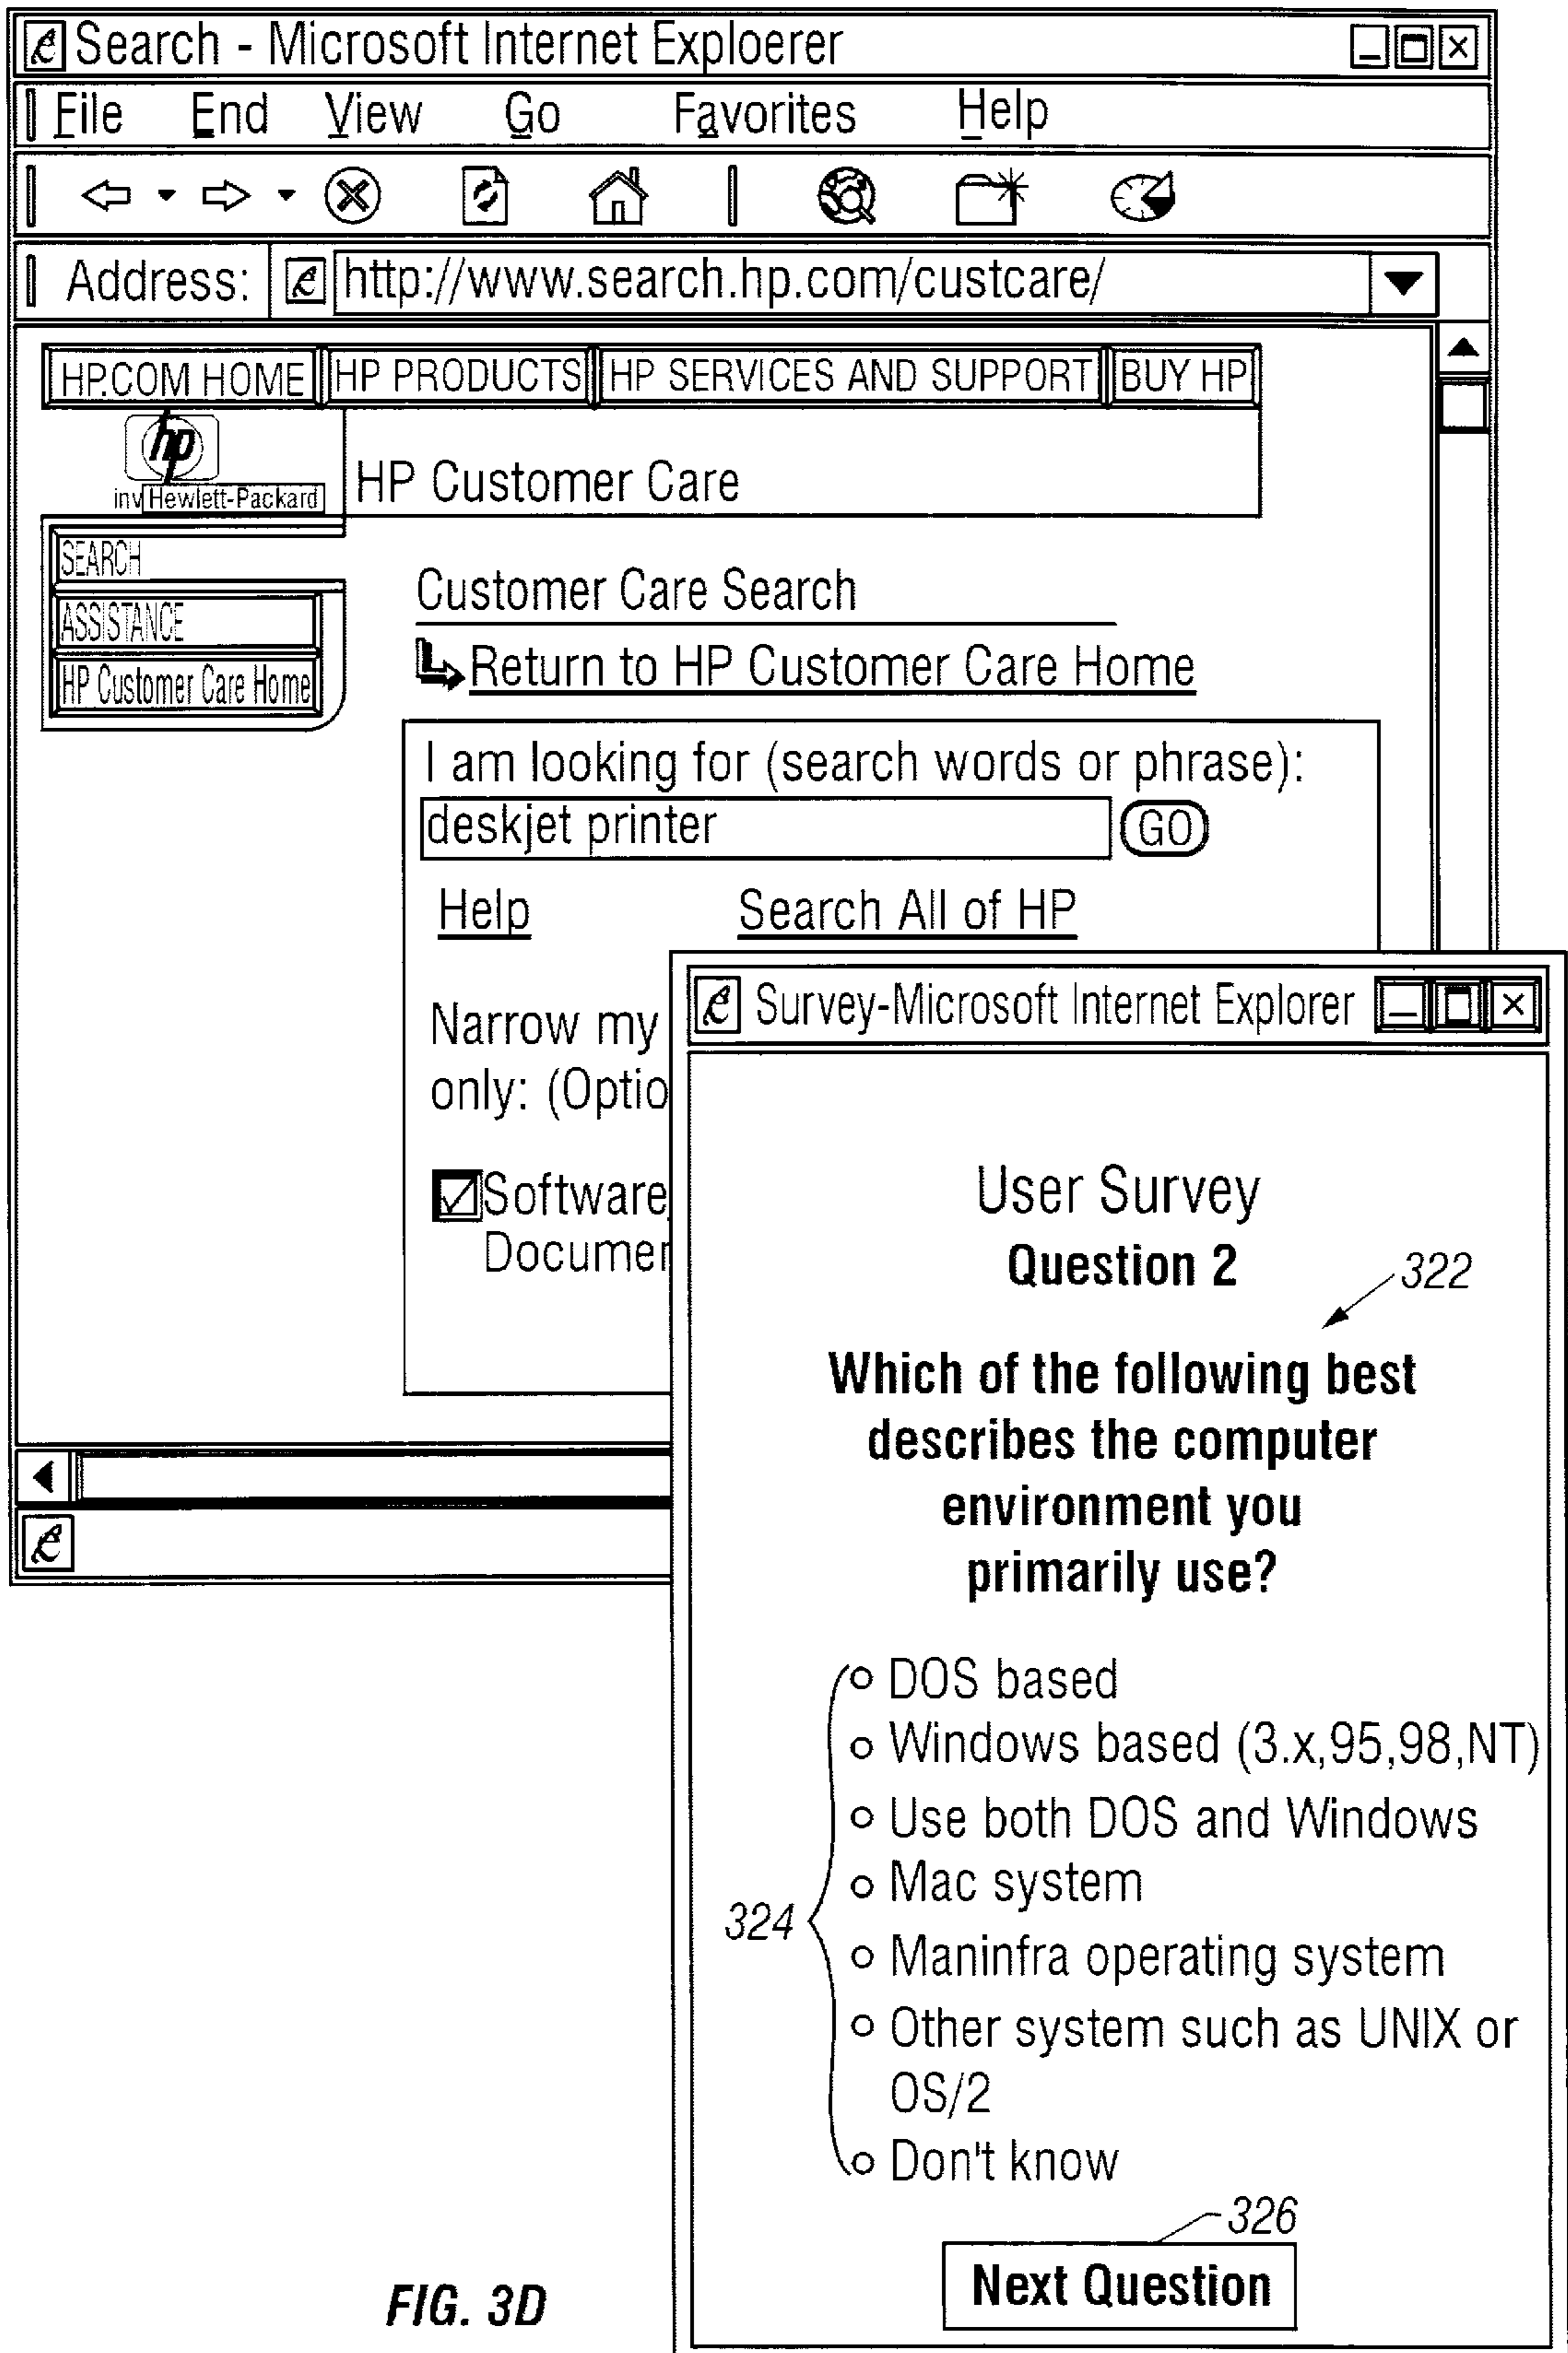 Search - Microsoft Internet Exploerer
File End View Go Favorites Help
Address: http://www.search.hp.com/custcare/
HP.COM HOME HP PRODUCTS HP SERVICES AND SUPPORT BUY HP
hp
inv Hewlett-Packard
HP Customer Care
SEARCH
ASSISTANCE
HP Customer Care Home
Customer Care Search
Return to HP Customer Care Home
I am looking for (search words or phrase):
deskjet printer GO
Help Search All of HP
Narrow my
only: (Optio
Software
Documer
Survey-Microsoft Internet Explorer
User Survey
Question 2
322
Which of the following best
describes the computer
environment you
primarily use?
324
DOS based
Windows based (3.x,95,98,NT)
Use both DOS and Windows
Mac system
Maninfra operating system
Other system such as UNIX or
OS/2
Don't know
326
Next Question
FIG. 3D